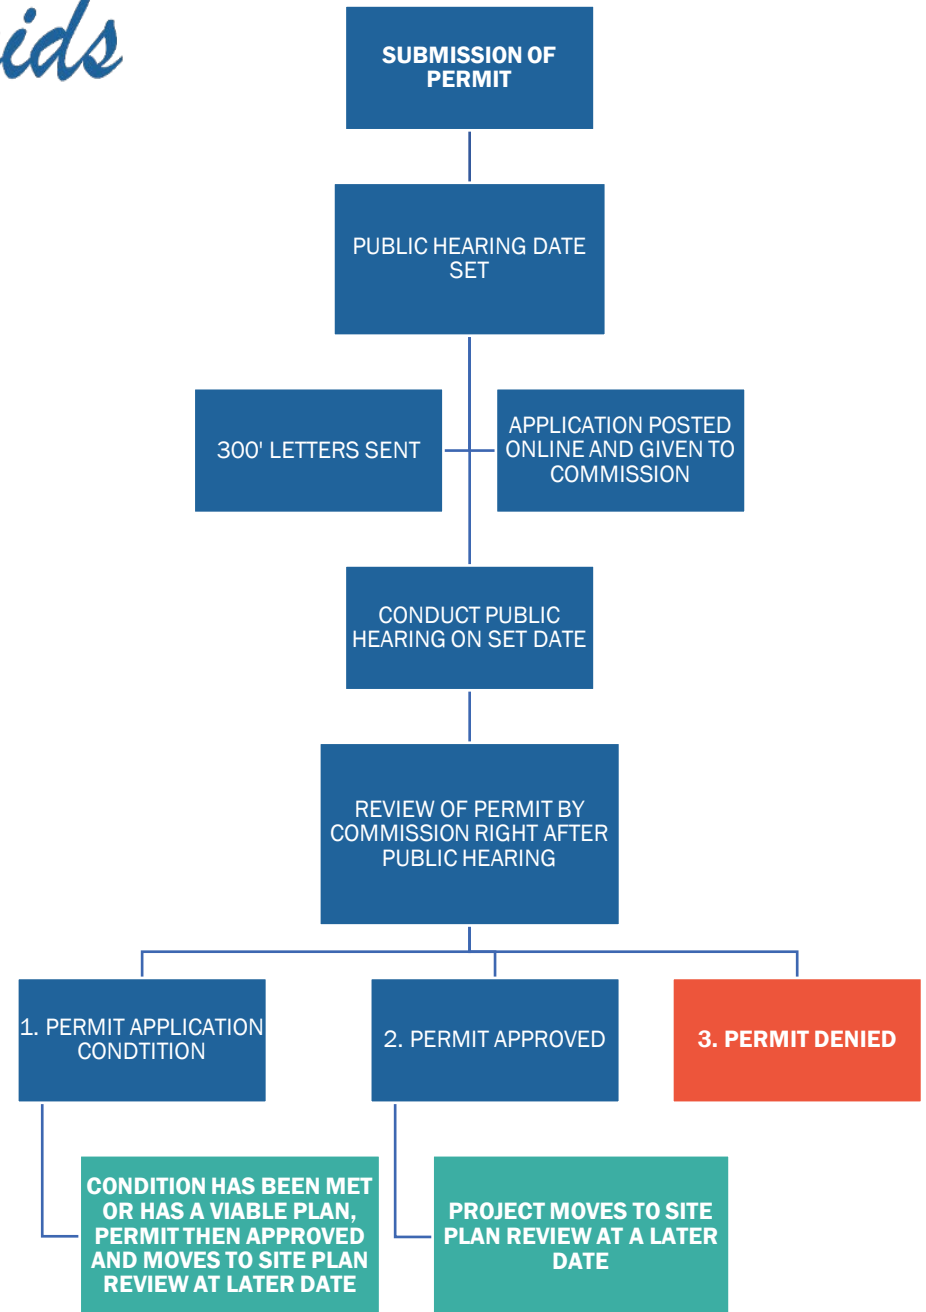 ids
SUBMISSION OF
PERMIT
PUBLIC HEARING DATE
SET
300' LETTERS SENT
APPLICATION POSTED
ONLINE AND GIVEN TO
COMMISSION
CONDUCT PUBLIC
HEARING ON SET DATE
REVIEW OF PERMIT BY
COMMISSION RIGHT AFTER
PUBLIC HEARING
1. PERMIT APPLICATION
CONDTITION
2. PERMIT APPROVED
3. PERMIT DENIED
CONDITION HAS BEEN MET
OR HAS A VIABLE PLAN,
PERMIT THEN APPROVED
AND MOVES TO SITE PLAN
REVIEW AT LATER DATE
PROJECT MOVES TO SITE
PLAN REVIEW AT A LATER
DATE